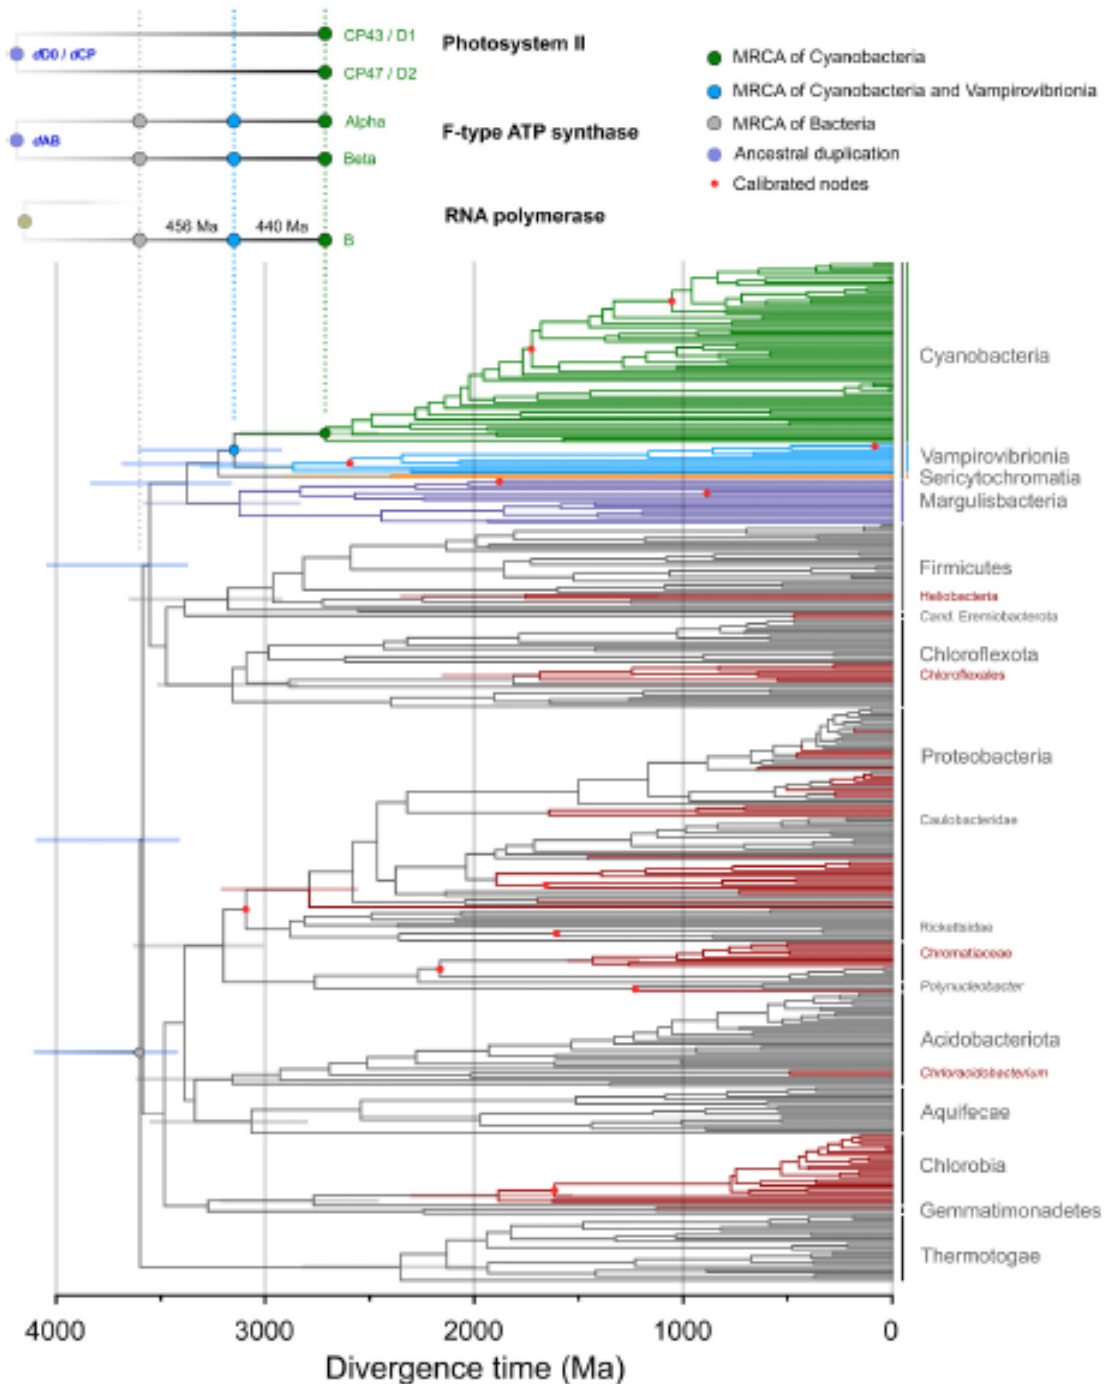 CP43 / D1
dD0 / dCP
Photosystem II
CP47 / D2
MRCA of Cyanobacteria
MRCA of Cyanobacteria and Vampirovibrionia
MRCA of Bacteria
Ancestral duplication
Calibrated nodes
Alpha
dAB
F-type ATP synthase
Beta
RNA polymerase
456 Ma
440 Ma
B
Cyanobacteria
Vampirovibrionia
Sericytochromatia
Margulisbacteria
Firmicutes
Heliobacteria
Cand. Eremiobacterota
Chloroflexota
Chloroflexales
Proteobacteria
Caulobacteridae
Rickettsidae
Chromatiaceae
Polynucleobacter
Acidobacteriota
Chrloracidobacterium
Aquifecae
Chlorobia
Gemmatimonadetes
Thermotogae
4000 3000 2000 1000 0
Divergence time (Ma)